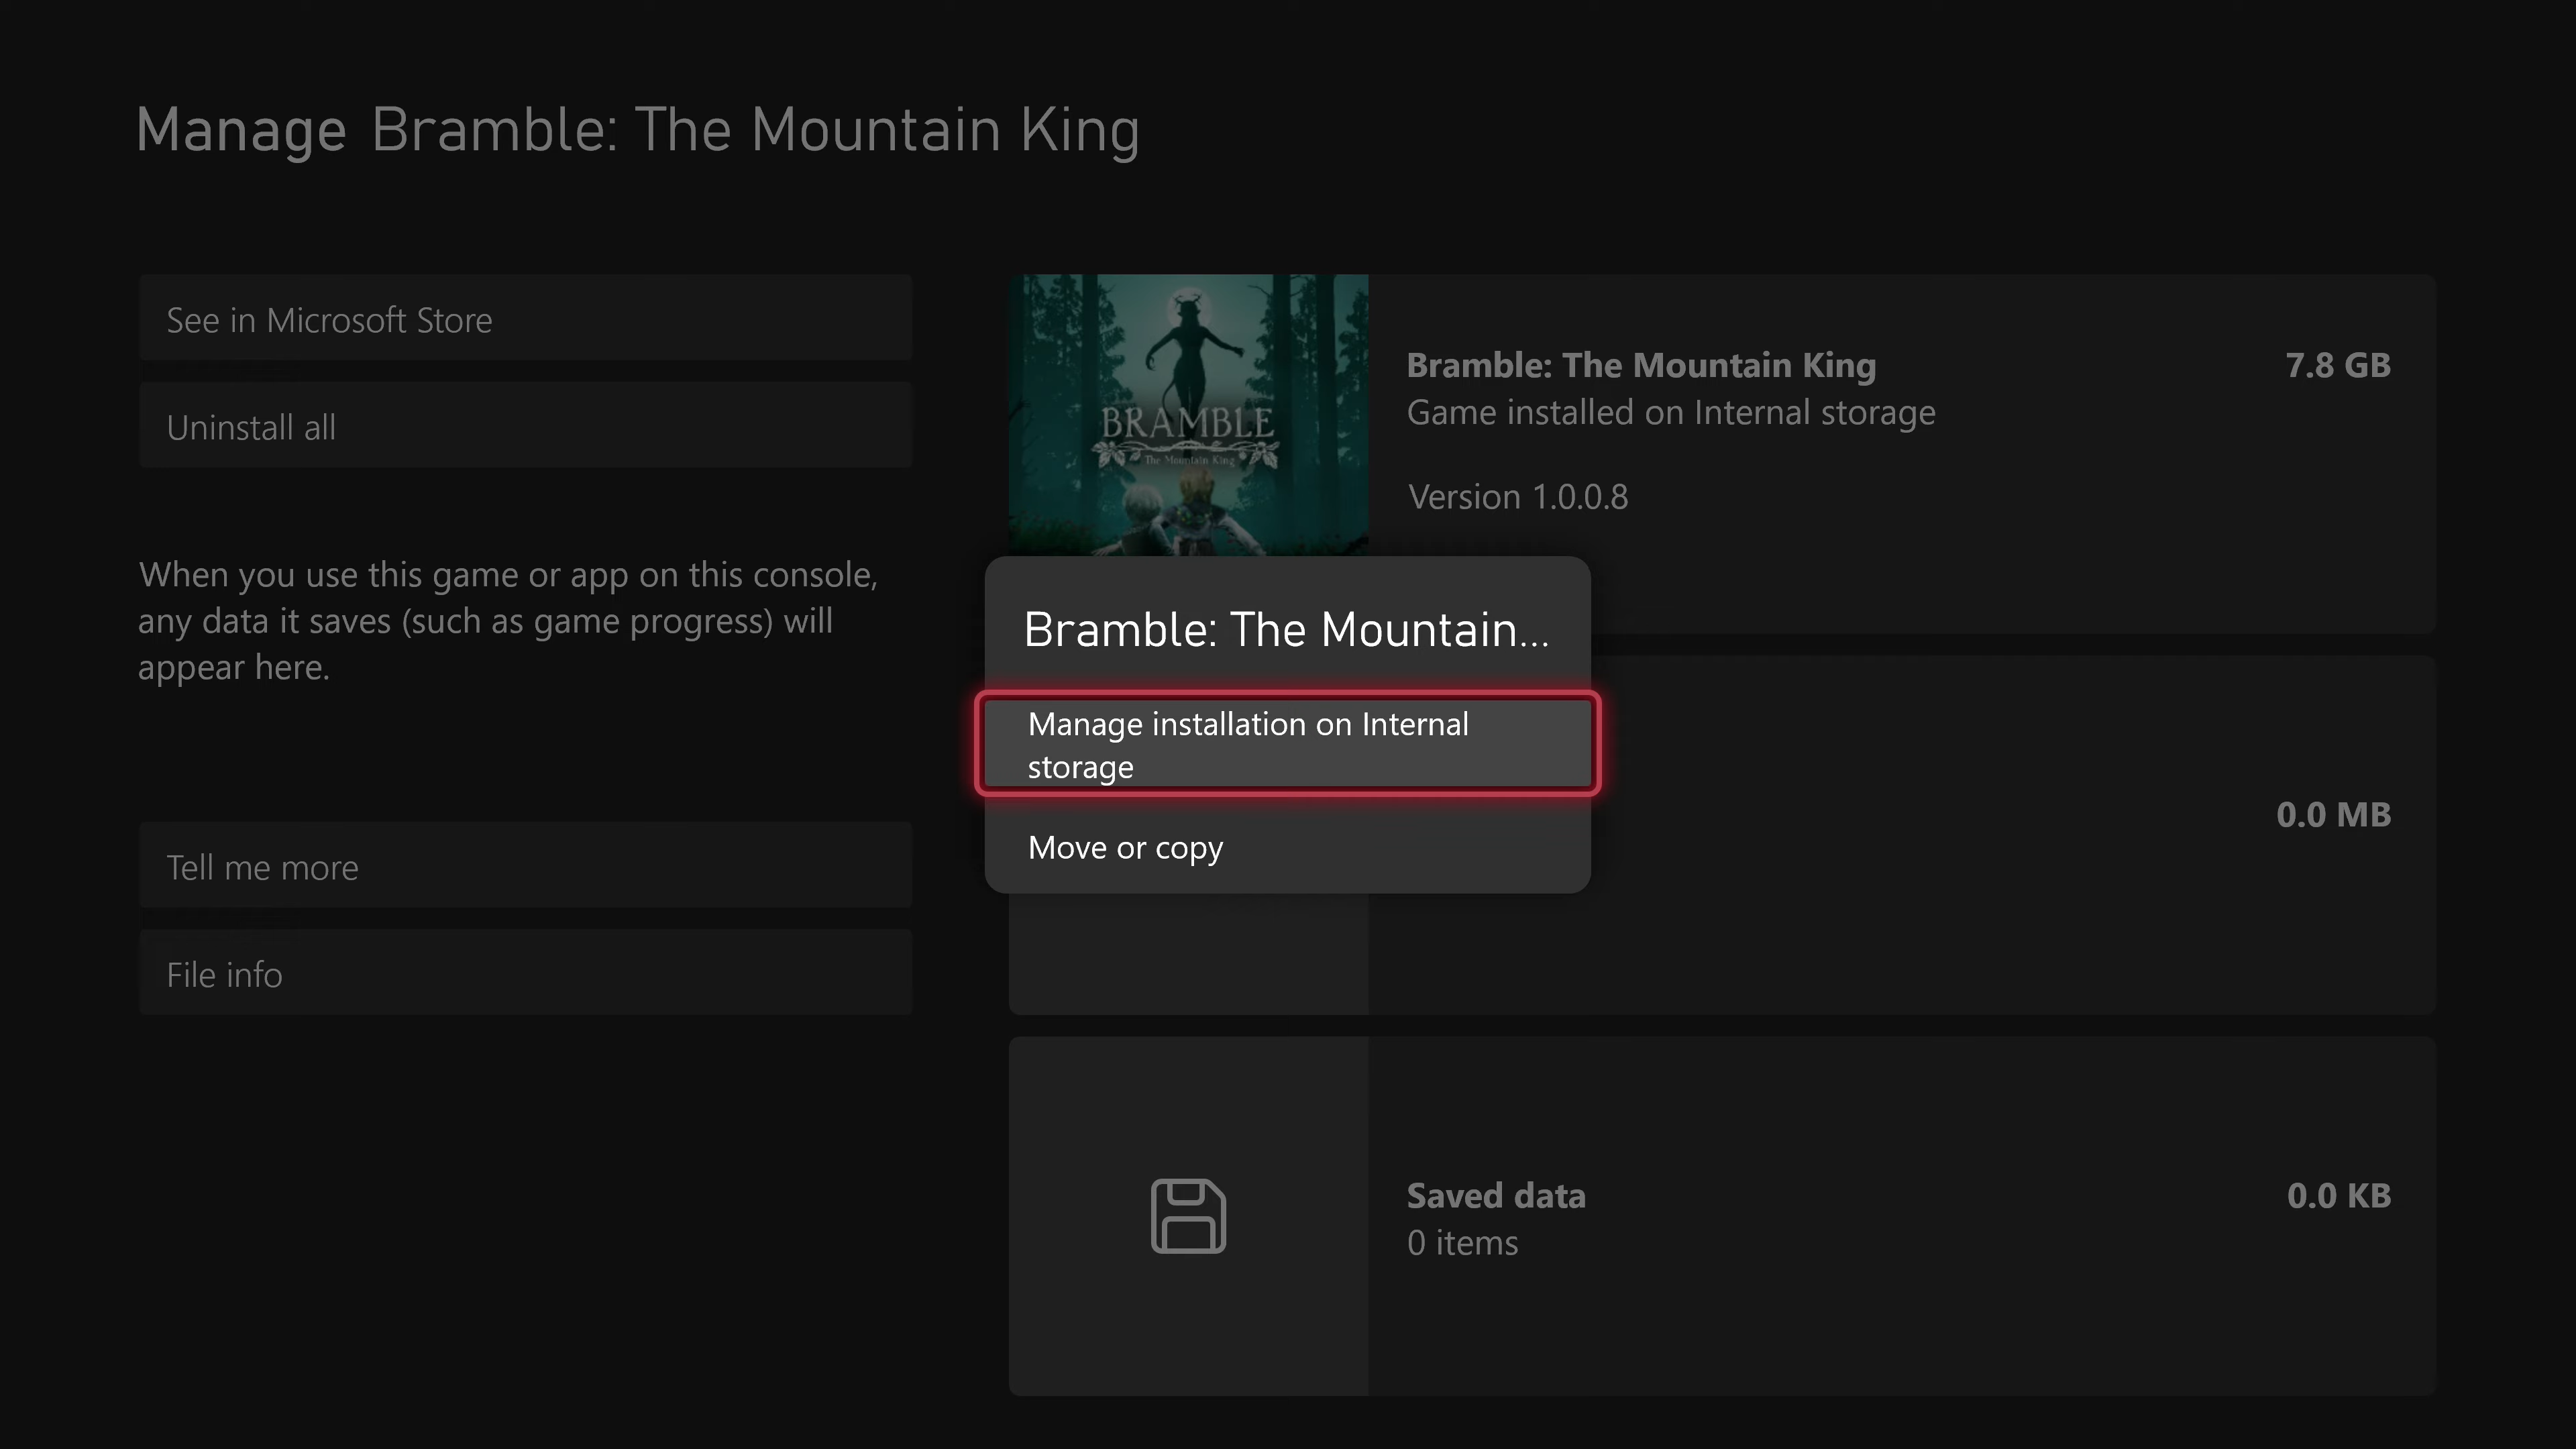 Manage Bramble: The Mountain King
See in Microsoft Store
Uninstall all
When you use this game or app on this console,
any data it saves (such as game progress) will
appear here.
Tell me more
File info
BRAMBLE
The Mountain King
Bramble: The Mountain King
7.8 GB
Game installed on Internal storage
Version 1.0.0.8
Bramble: The Mountain...
Manage installation on Internal
storage
Move or copy
0.0 MB
Saved data
0.0 KB
0 items